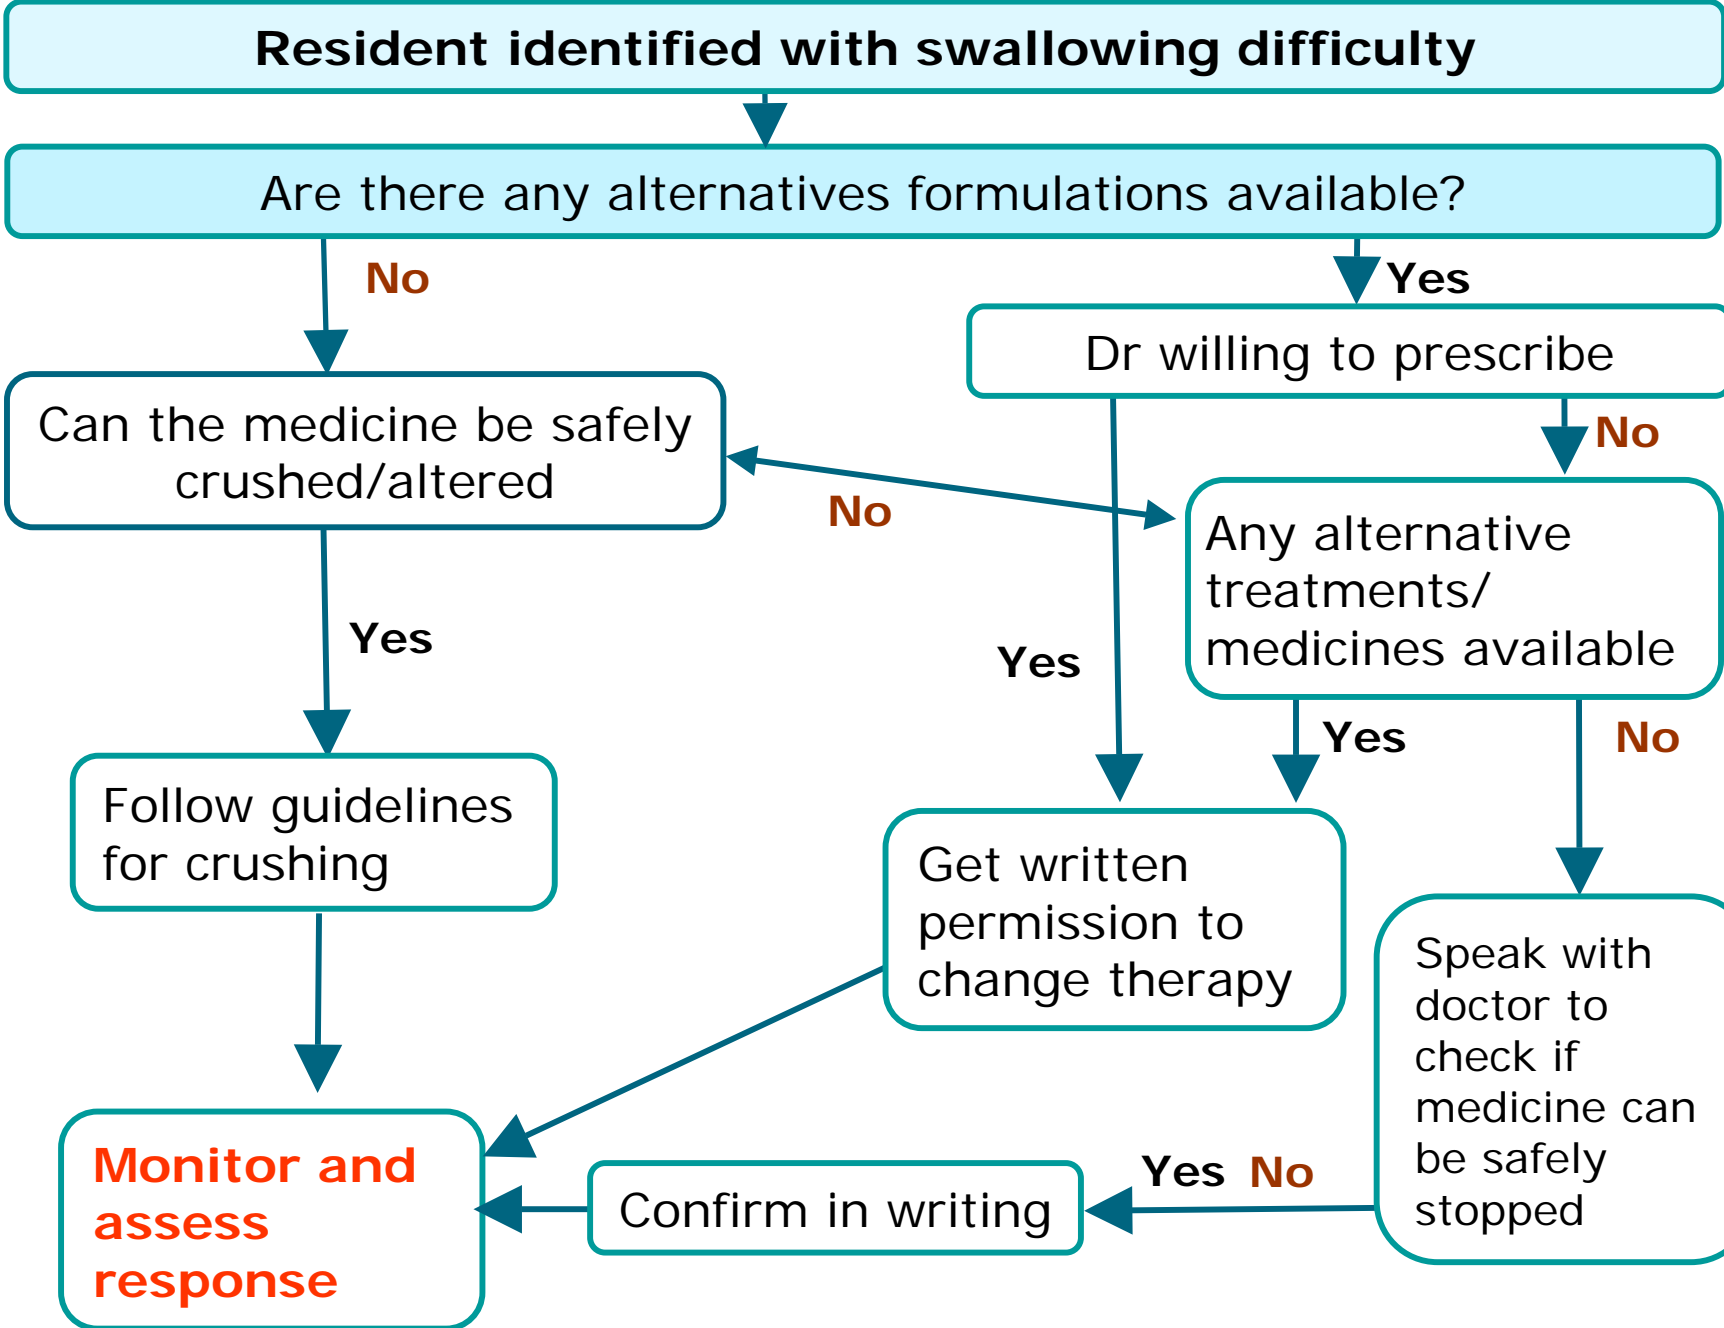 Resident identified with swallowing difficulty
Are there any alternatives formulations available?
No
Yes
Dr willing to prescribe
Can the medicine be safely
crushed/altered
No
No
Any alternative
treatments/
medicines available
Yes
Yes
Yes
No
Follow guidelines
for crushing
Get written
permission to
change therapy
Speak with
doctor to
check if
medicine can
be safely
stopped
Monitor and
assess
response
Confirm in writing
Yes No